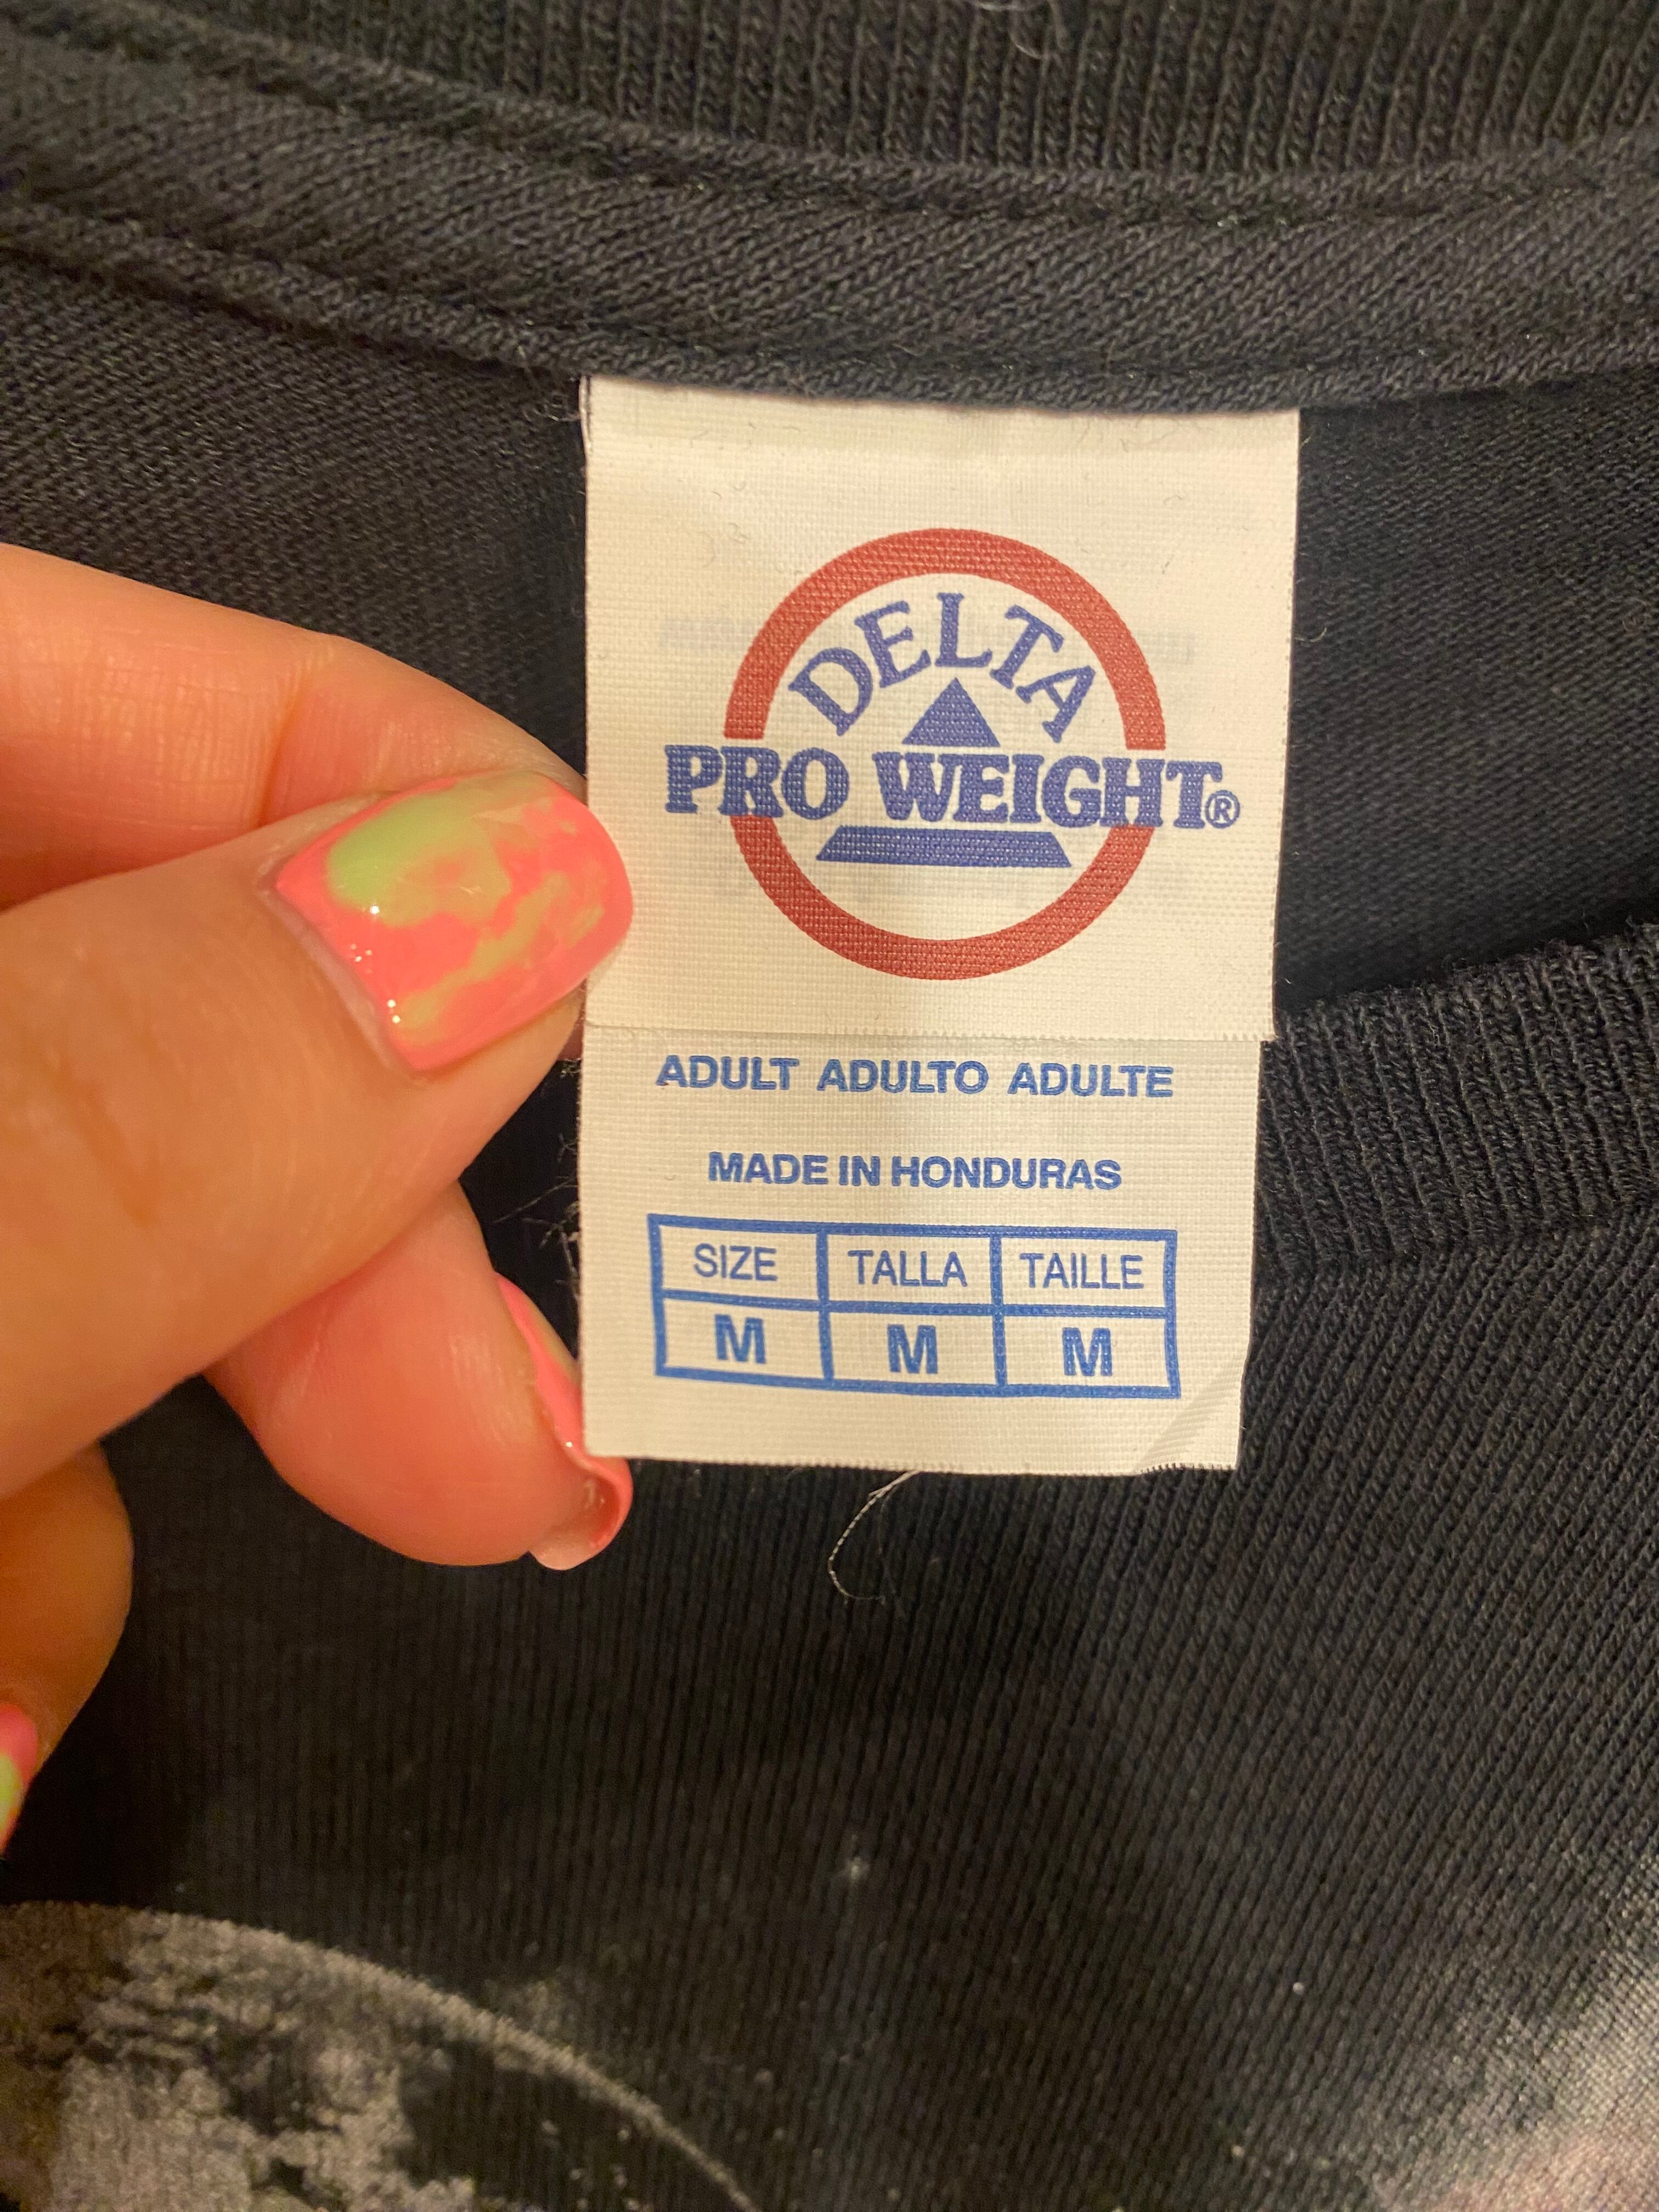 DELTA
PRO WEIGHT®
ADULT ADULTO ADULTE
MADE IN HONDURAS
SIZE TALLA TAILLE
M M M